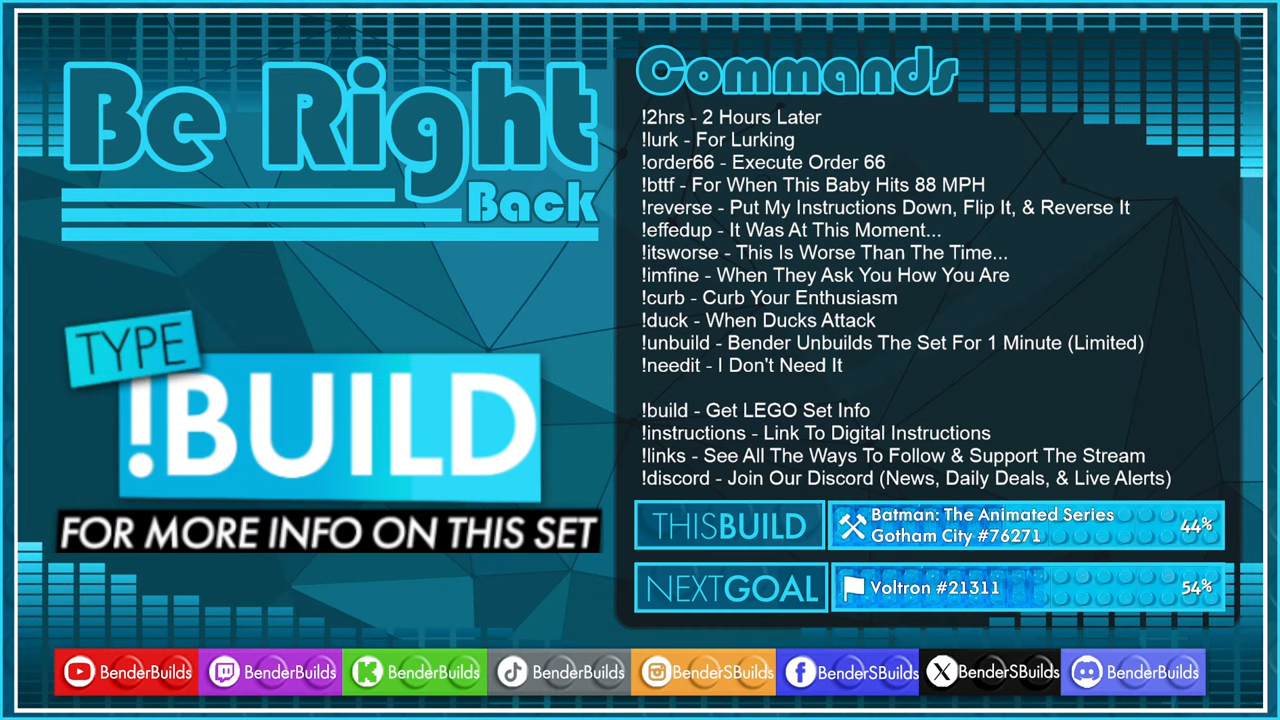 Be Right
Back
TYPE
!BUILD
FOR MORE INFO ON THIS SET
Commands
!2hrs - 2 Hours Later
!lurk - For Lurking
!order66 - Execute Order 66
!bttf - For When This Baby Hits 88 MPH
!reverse - Put My Instructions Down, Flip It, & Reverse It
!effedup - It Was At This Moment...
!itsworse - This Is Worse Than The Time...
!imfine - When They Ask You How You Are
!curb - Curb Your Enthusiasm
!duck - When Ducks Attack
!unbuild - Bender Unbuilds The Set For 1 Minute (Limited)
!needit - I Don't Need It
!build - Get LEGO Set Info
!instructions - Link To Digital Instructions
!links - See All The Ways To Follow & Support The Stream
!discord - Join Our Discord (News, Daily Deals, & Live Alerts)
THISBUILD
Batman: The Animated Series
Gotham City #76271
44%
NEXTGOAL
Voltron #21311
54%
BenderBuilds
BenderBuilds
BenderBuilds
BenderBuilds
BenderSBuilds
BenderSBuilds
BenderSBuilds
BenderBuilds